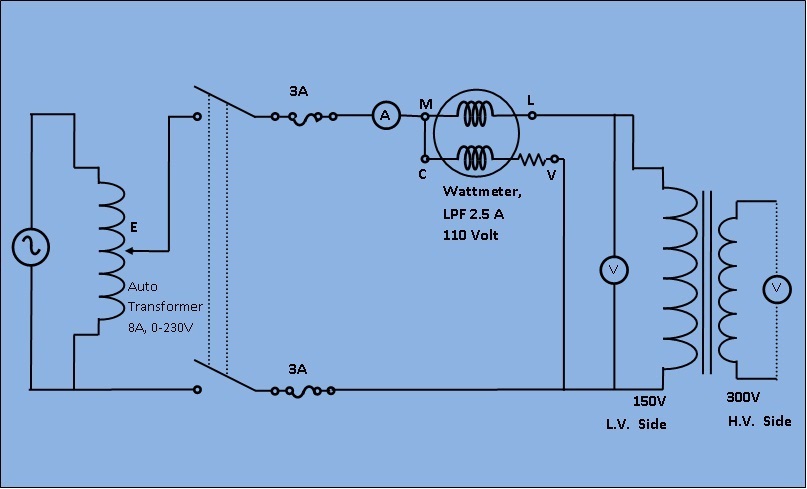 3A
A
M
L
C
V
Wattmeter,
LPF 2.5 A
110 Volt
E
Auto
Transformer
8A, 0-230V
V
V
3A
150V
L.V. Side
300V
H.V. Side